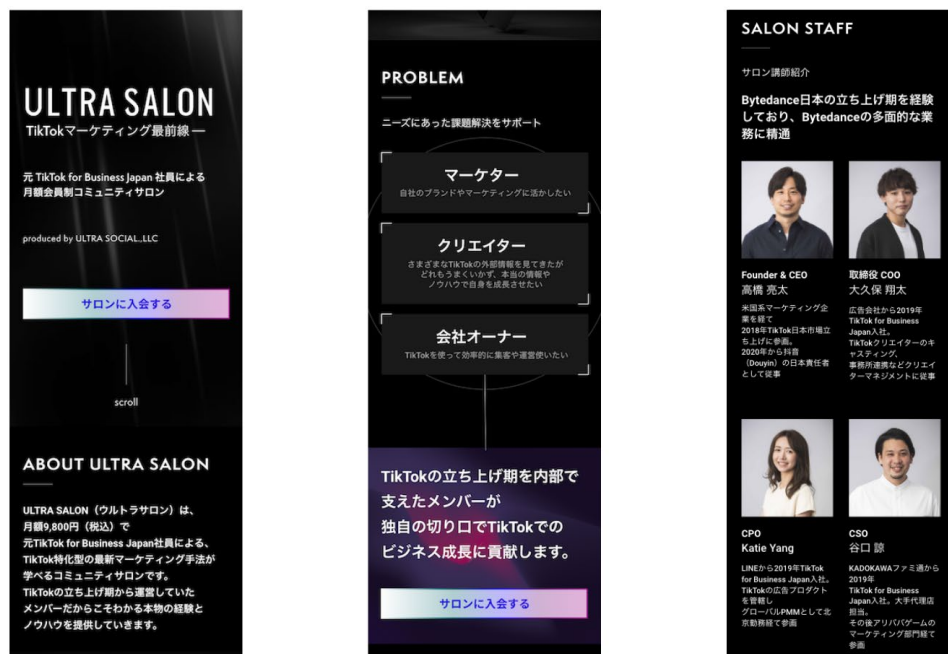 ULTRA SALON
TikTokマーケティング最前線 —
元 TikTok for Business Japan 社員による
月額会員制コミュニティサロン
produced by ULTRA SOCIAL.,LLC
サロンに入会する
scroll
ABOUT ULTRA SALON
ULTRA SALON（ウルトラサロン）は、
月額9,800円（税込）で
元TikTok for Business Japan社員による、
TikTok特化型の最新マーケティング手法が
学べるコミュニティサロンです。
TikTokの立ち上げ期から運営していた
メンバーだからこそわかる本物の経験と
ノウハウを提供していきます。
PROBLEM
ニーズにあった課題解決をサポート
マーケター
自社のブランドやマーケティングに活かしたい
クリエイター
さまざまなTikTokの外部情報を見てきたが
どれもうまくいかず、本当の情報や
ノウハウで自身を成長させたい
会社オーナー
TikTokを使って効率的に集客や運営使いたい
TikTokの立ち上げ期を内部で
支えたメンバーが
独自の切り口でTikTokでの
ビジネス成長に貢献します。
サロンに入会する
SALON STAFF
サロン講師紹介
Bytedance日本の立ち上げ期を経験
しており、Bytedanceの多面的な業
務に精通
Founder & CEO
高橋 亮太
米国系マーケティング企
業を経て
2018年TikTok日本市場立
ち上げに参画。
2020年から抖音
（Douyin）の日本責任者
として従事
取締役 COO
大久保 翔太
広告会社から2019年
TikTok for Business
Japan入社。
TikTokクリエイターのキ
ャスティング、
事務所連携などクリエイ
ターマネジメントに従事
CPO
Katie Yang
LINEから2019年TikTok
for Business Japan入社。
TikTokの広告プロダクト
を管轄し
グローバルPMMとして北
京勤務経て参画
CSO
谷口 諒
KADOKAWAファミ通から
2019年
TikTok for Business
Japan入社。大手代理店
担当。
その後アリババゲームの
マーケティング部門経て
参画